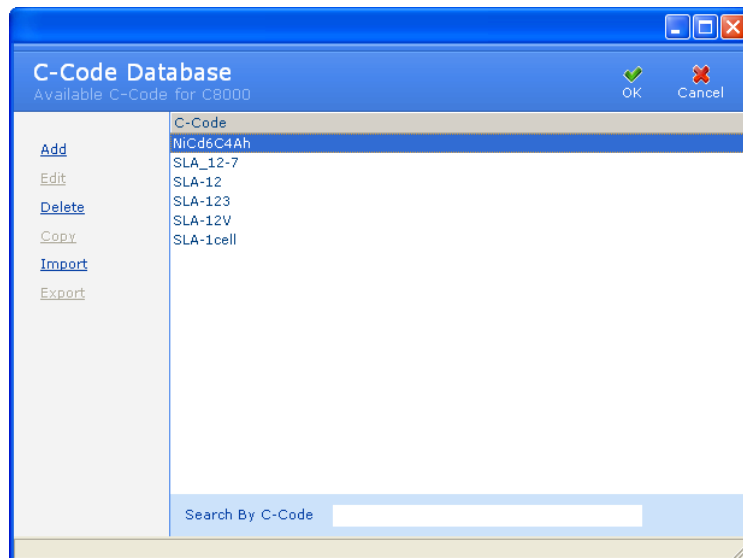 C-Code Database
Available C-Code for C8000
OK
Cancel
Add
Edit
Delete
Copy
Import
Export
C-Code
NiCd6C4Ah
SLA_12-7
SLA-12
SLA-123
SLA-12V
SLA-1cell
Search By C-Code